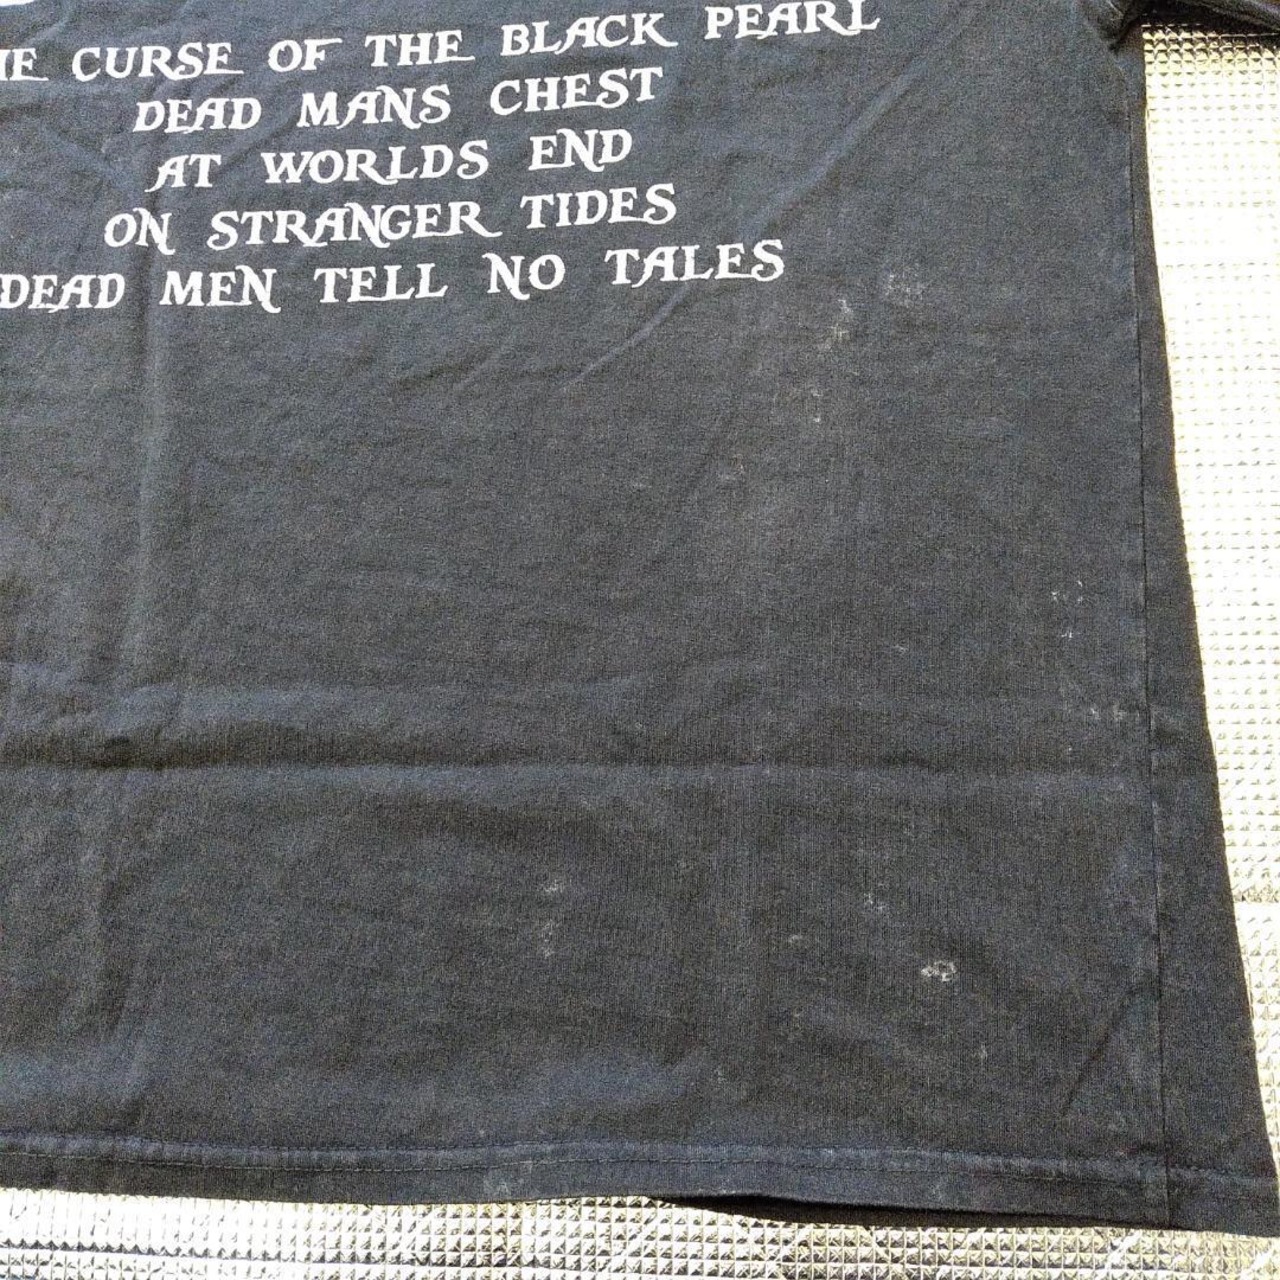 HE CURSE OF THE BLACK PEARL
DEAD MANS CHEST
AT WORLDS END
ON STRANGER TIDES
DEAD MEN TELL NO TALES